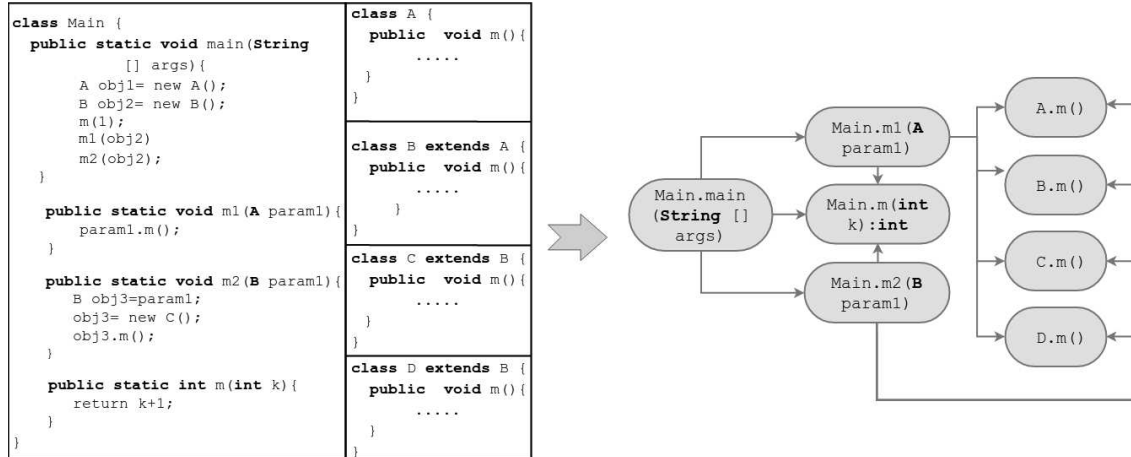 class Main {
public static void main(String
[] args){
A obj1= new A();
B obj2= new B();
m(1);
m1(obj2)
m2(obj2);
}
public static void m1(A param1){
param1.m();
}
public static void m2(B param1){
B obj3=param1;
obj3= new C();
obj3.m();
}
public static int m(int k){
return k+1;
}
}
class A {
public void m(){
.....
}
}
class B extends A {
public void m(){
.....
}
}
class C extends B {
public void m(){
.....
}
}
class D extends B {
public void m(){
.....
}
}
Main.main
(String []
args)
Main.m1(A
param1)
Main.m(int
k):int
Main.m2(B
param1)
A.m()
B.m()
C.m()
D.m()